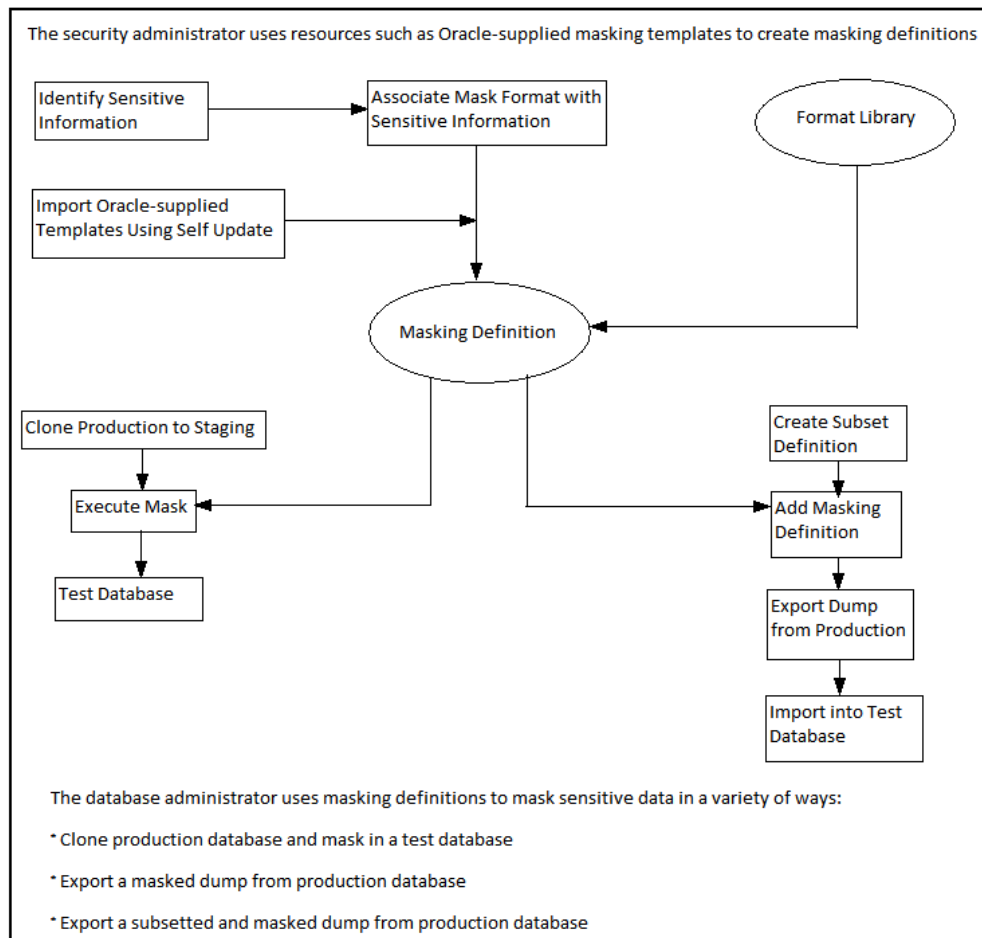 The security administrator uses resources such as Oracle-supplied masking templates to create masking definitions
Identify Sensitive
Information
Associate Mask Format with
Sensitive Information
Format Library
Import Oracle-supplied
Templates Using Self Update
Masking Definition
Clone Production to Staging
Execute Mask
Test Database
Create Subset
Definition
Add Masking
Definition
Export Dump
from Production
Import into Test
Database
The database administrator uses masking definitions to mask sensitive data in a variety of ways:
* Clone production database and mask in a test database
* Export a masked dump from production database
* Export a subsetted and masked dump from production database